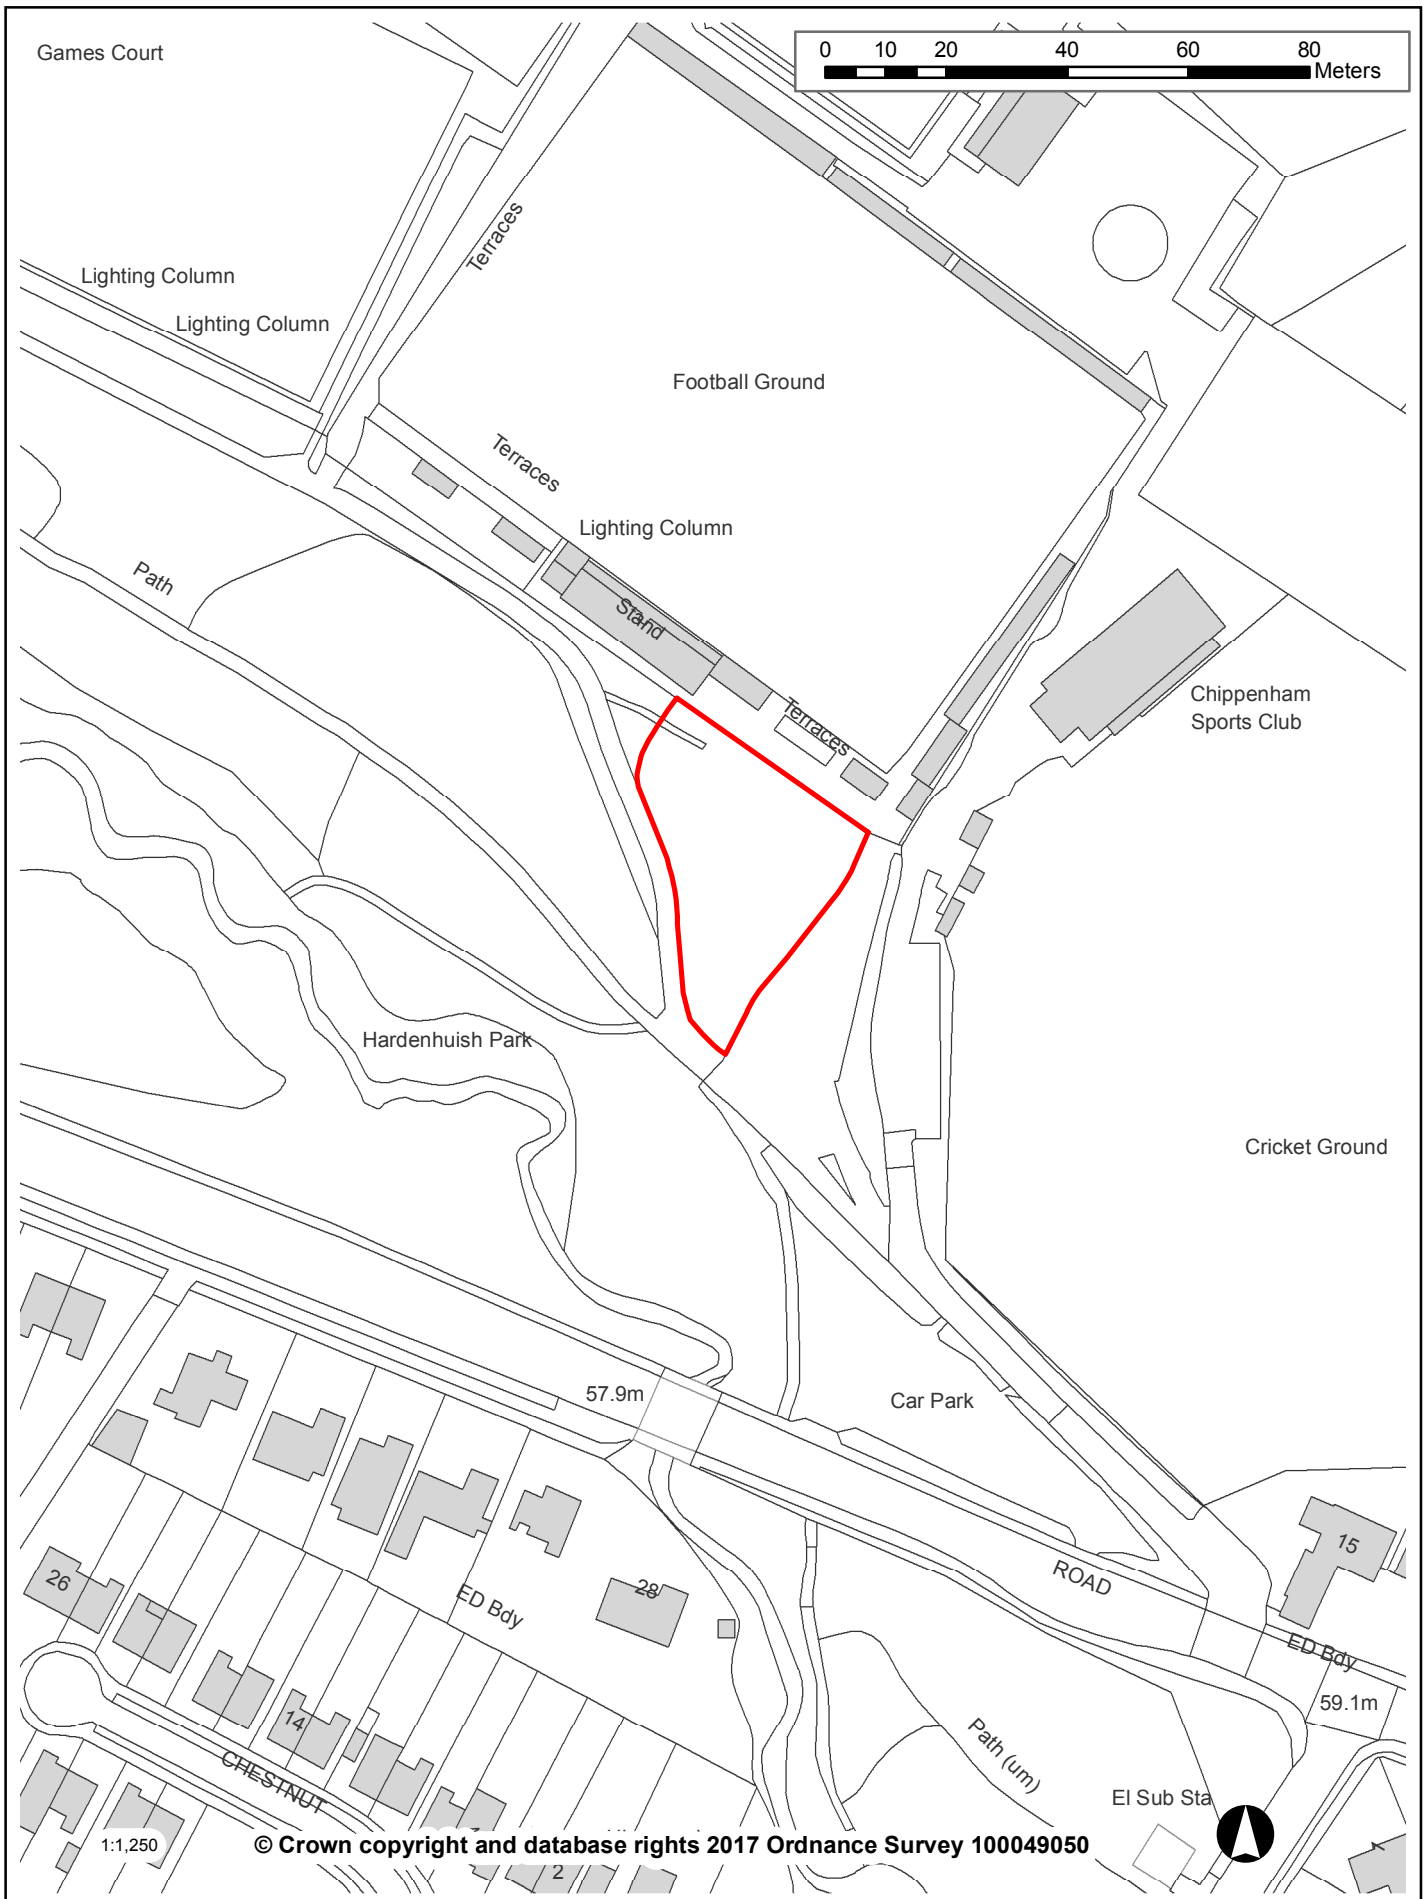 Games Court
0 10 20 40 60 80
Meters
Terraces
Lighting Column
Lighting Column
Football Ground
Terraces
Lighting Column
Path
Stand
Chippenham
Sports Club
Terraces
Hardenhuish Park
Cricket Ground
57.9m
Car Park
15
ROAD
26
28
ED Bdy
ED Bdy
59.1m
14
Path (um)
CHESTNUT
El Sub Sta
1:1,250
© Crown copyright and database rights 2017 Ordnance Survey 100049050
2